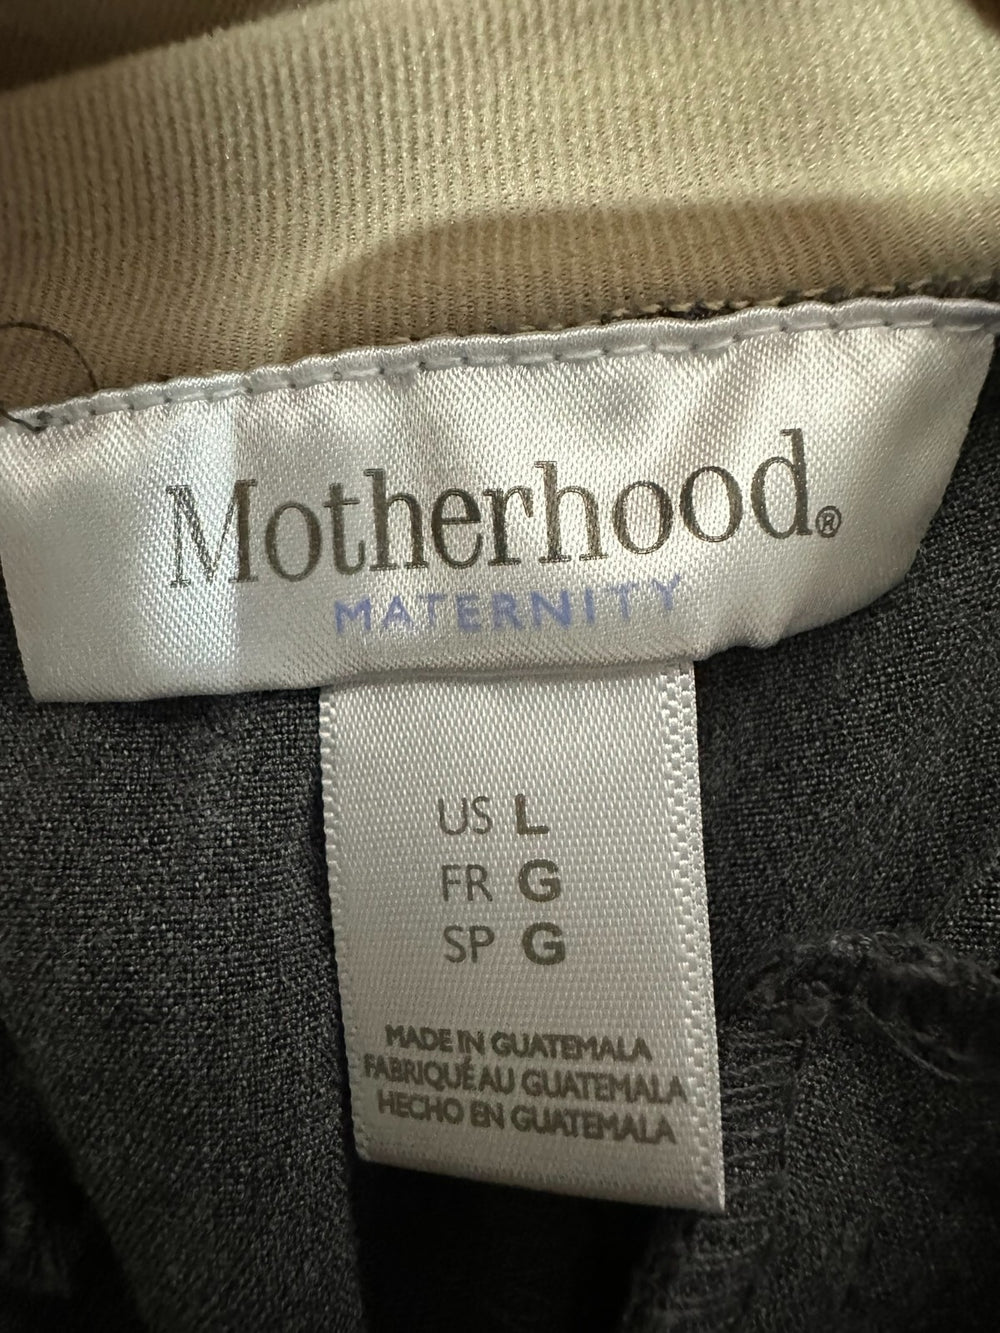 Motherhood®
MATERNITY
US L
FR G
SP G
MADE IN GUATEMALA
FABRIQUÉ AU GUATEMALA
HECHO EN GUATEMALA